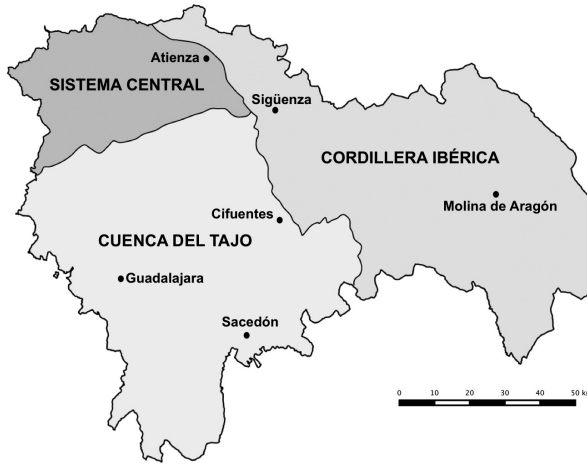 Atienza
SISTEMA CENTRAL
Sigüenza
CORDILLERA IBÉRICA
Molina de Aragón
Cifuentes
CUENCA DEL TAJO
Guadalajara
Sacedón
0 10 20 30 40 50 k